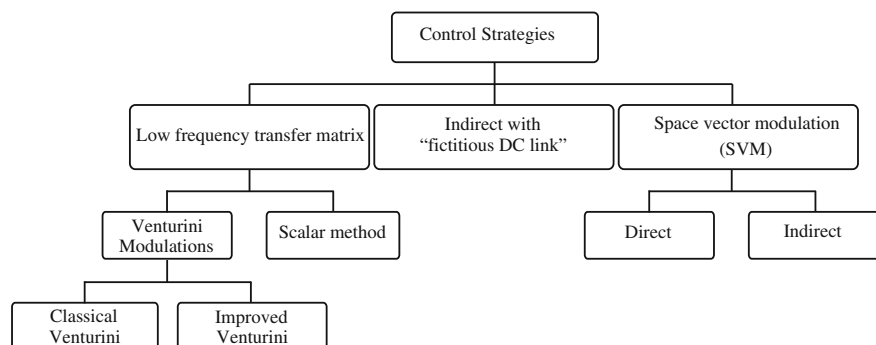 Control Strategies
Low frequency transfer matrix
Indirect with
“fictitious DC link”
Space vector modulation
(SVM)
Venturini
Modulations
Scalar method
Direct
Indirect
Classical
Venturini
Improved
Venturini